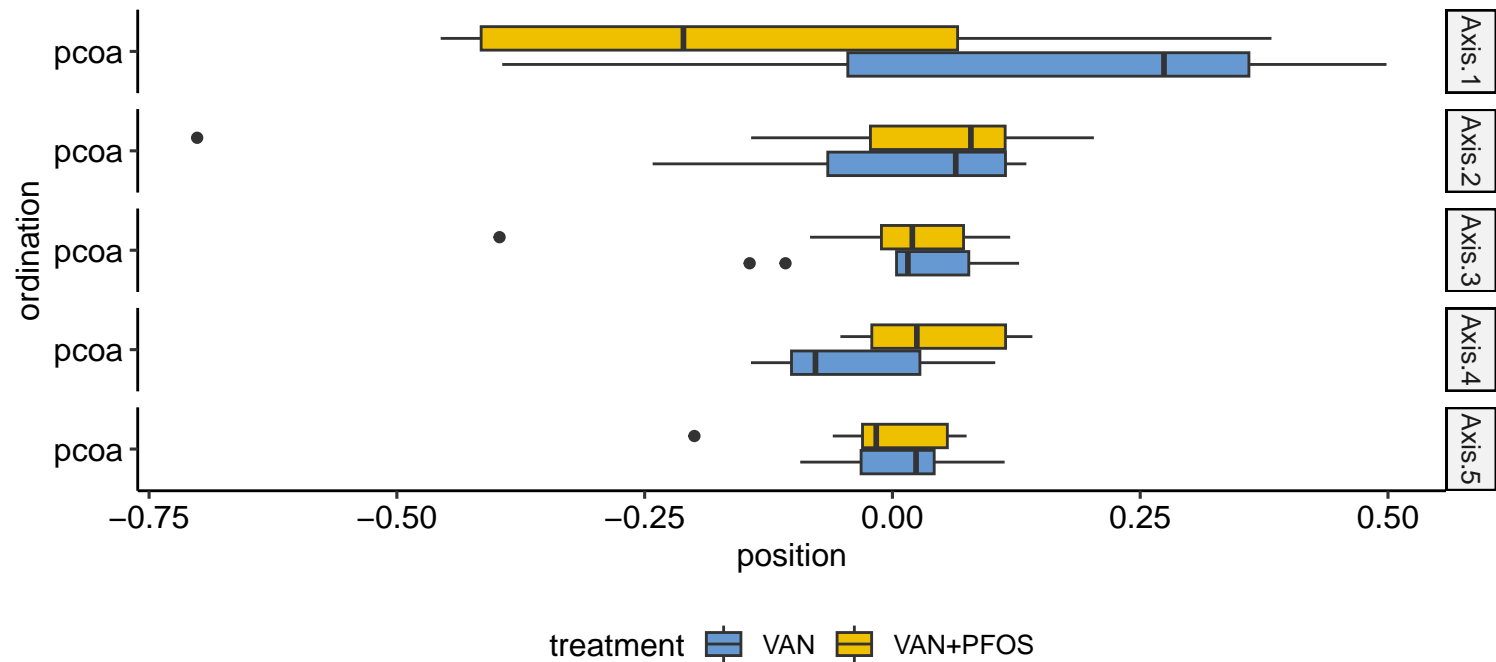 pcoa
Axis.1
pcoa
Axis.2
pcoa
Axis.3
pcoa
Axis.4
pcoa
Axis.5
ordination
−0.75 −0.50 −0.25 0.00 0.25 0.50
position
treatment VAN VAN+PFOS